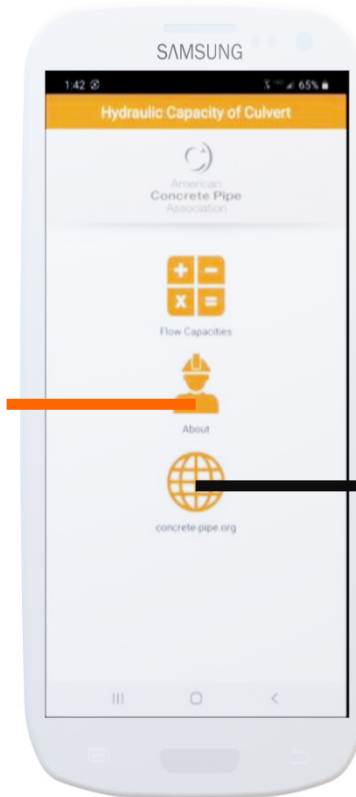 SAMSUNG
1:42
65%
Hydraulic Capacity of Culvert
American
Concrete Pipe
Association
+ −
x =
Flow Capacities
About
concrete-pipe.org